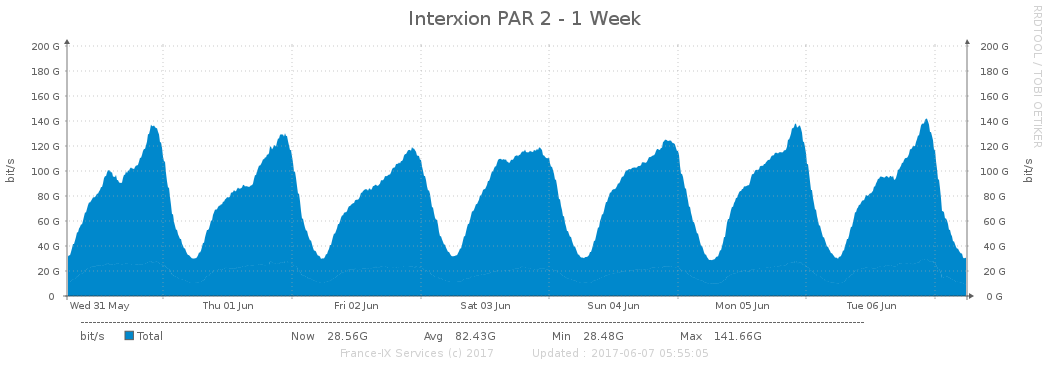 Interxion PAR 2 - 1 Week
RRDTOOL / TOBI OETIKER
bit/s
200 G 200 G
180 G 180 G
160 G 160 G
140 G 140 G
120 G 120 G
100 G 100 G
80 G 80 G
60 G 60 G
40 G 40 G
20 G 20 G
0 0 G
bit/s
Wed 31 May Thu 01 Jun Fri 02 Jun Sat 03 Jun Sun 04 Jun Mon 05 Jun Tue 06 Jun
bit/s Total Now 28.56G Avg 82.43G Min 28.48G Max 141.66G
France-IX Services (c) 2017 Updated : 2017-06-07 05:55:05